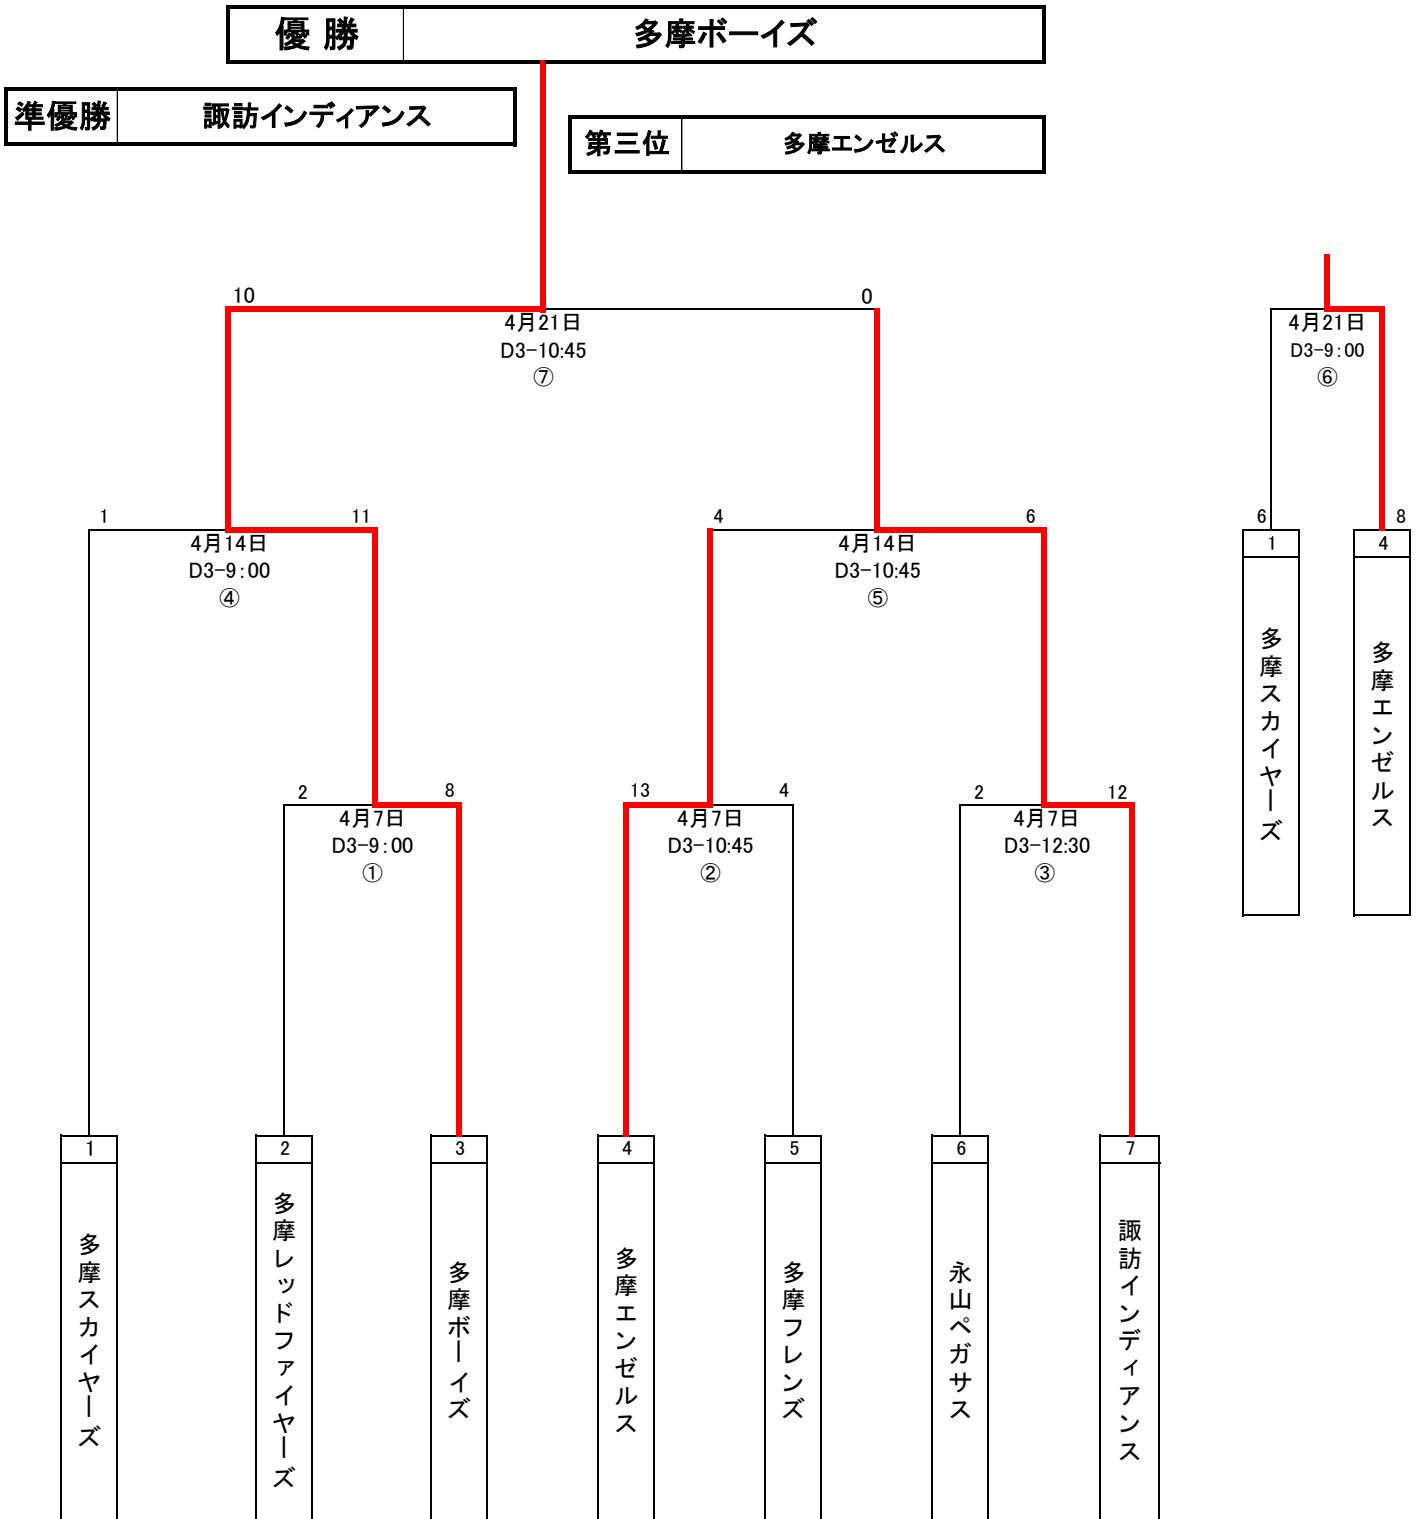 優 勝
多摩ボーイズ
準優勝
諏訪インディアンス
第三位
多摩エンゼルス
10
0
4月21日
D3-10:45
⑦
4月21日
D3-9:00
⑥
1
11
4月14日
D3-9:00
④
4
6
4月14日
D3-10:45
⑤
6
8
1
多摩スカイヤーズ
4
多摩エンゼルス
2
8
4月7日
D3-9:00
①
13
4
4月7日
D3-10:45
②
2
12
4月7日
D3-12:30
③
1
多摩スカイヤーズ
2
多摩レッドファイヤーズ
3
多摩ボーイズ
4
多摩エンゼルス
5
多摩フレンズ
6
永山ペガサス
7
諏訪インディアンス